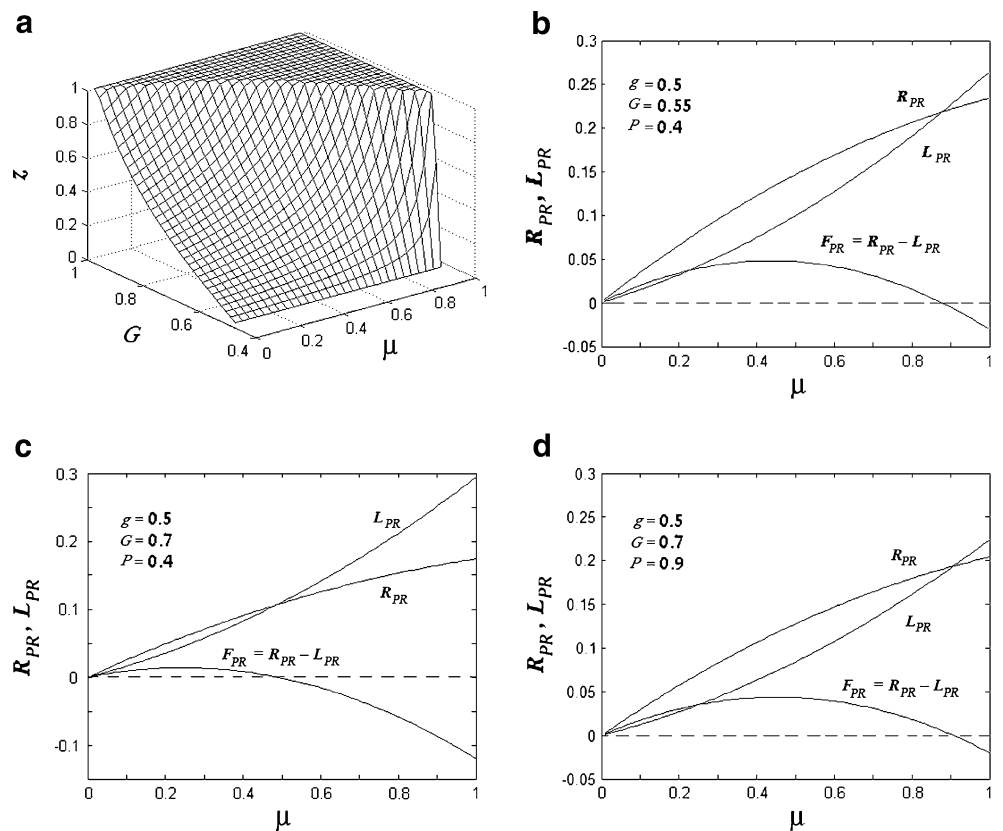 a
1
0.8
0.6
0.4
0.2
0
z
1
0.8
0.6
0.4
G
0
0.2
0.4
0.6
0.8
1
μ
b
0.3
0.25
0.2
0.15
0.1
0.05
0
-0.05
R_PR, L_PR
g = 0.5
G = 0.55
P = 0.4
R_PR
L_PR
F_PR = R_PR – L_PR
0
0.2
0.4
0.6
0.8
1
μ
c
0.3
0.2
0.1
0
-0.1
R_PR, L_PR
g = 0.5
G = 0.7
P = 0.4
L_PR
R_PR
F_PR = R_PR – L_PR
0
0.2
0.4
0.6
0.8
1
μ
d
0.3
0.25
0.2
0.15
0.1
0.05
0
-0.05
R_PR, L_PR
g = 0.5
G = 0.7
P = 0.9
R_PR
L_PR
F_PR = R_PR – L_PR
0
0.2
0.4
0.6
0.8
1
μ